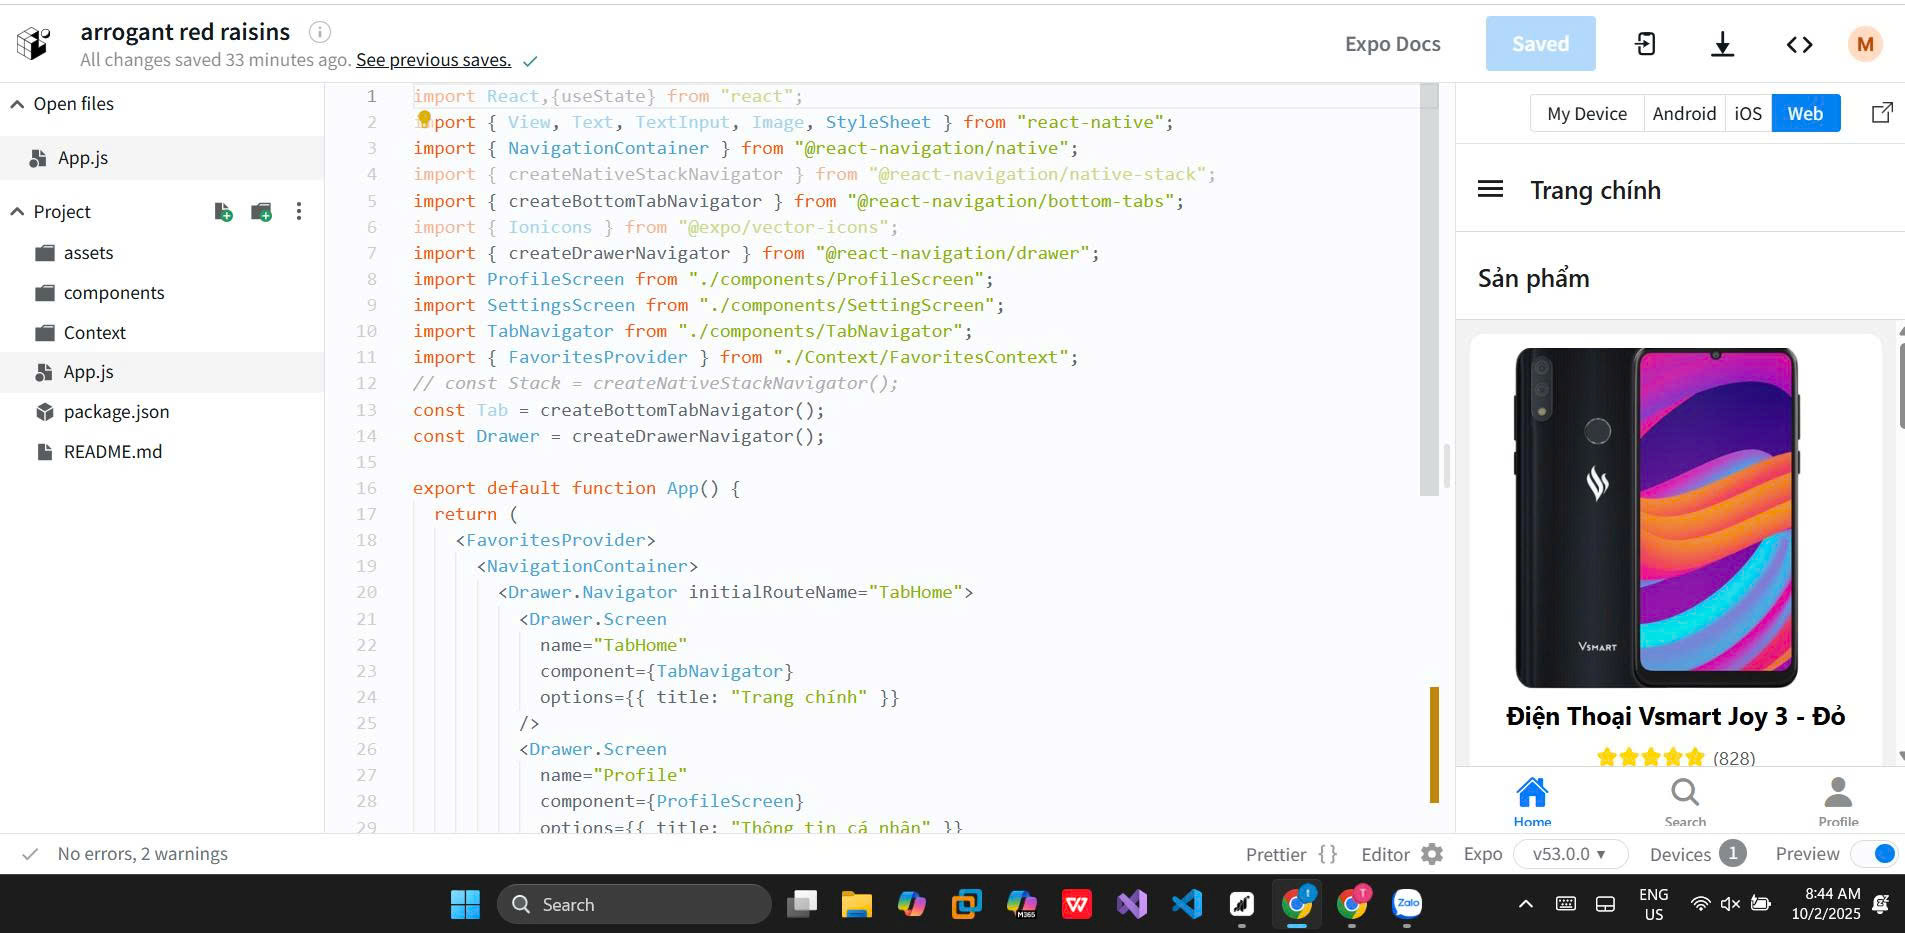 arrogant red raisins
All changes saved 33 minutes ago. See previous saves.
Expo Docs
Saved
M
Open files
App.js
Project
assets
components
Context
App.js
package.json
README.md
1 import React,{useState} from "react";
2 import { View, Text, TextInput, Image, StyleSheet } from "react-native";
3 import { NavigationContainer } from "@react-navigation/native";
4 import { createNativeStackNavigator } from "@react-navigation/native-stack";
5 import { createBottomTabNavigator } from "@react-navigation/bottom-tabs";
6 import { Ionicons } from "@expo/vector-icons";
7 import { createDrawerNavigator } from "@react-navigation/drawer";
8 import ProfileScreen from "./components/ProfileScreen";
9 import SettingsScreen from "./components/SettingScreen";
10 import TabNavigator from "./components/TabNavigator";
11 import { FavoritesProvider } from "./Context/FavoritesContext";
12 // const Stack = createNativeStackNavigator();
13 const Tab = createBottomTabNavigator();
14 const Drawer = createDrawerNavigator();
15
16 export default function App() {
17 return (
18 <FavoritesProvider>
19 <NavigationContainer>
20 <Drawer.Navigator initialRouteName="TabHome">
21 <Drawer.Screen
22 name="TabHome"
23 component={TabNavigator}
24 options={{ title: "Trang chính" }}
25 />
26 <Drawer.Screen
27 name="Profile"
28 component={ProfileScreen}
29 options={{ title: "Thông tin cá nhân" }}
My Device Android iOS Web
Trang chính
Sản phẩm
VSMART
Điện Thoại Vsmart Joy 3 - Đỏ
(828)
Home Search Profile
No errors, 2 warnings
Prettier {} Editor Expo v53.0.0 Devices 1 Preview
Search
M365
W
t
T
Zalo
ENG
US
8:44 AM
10/2/2025